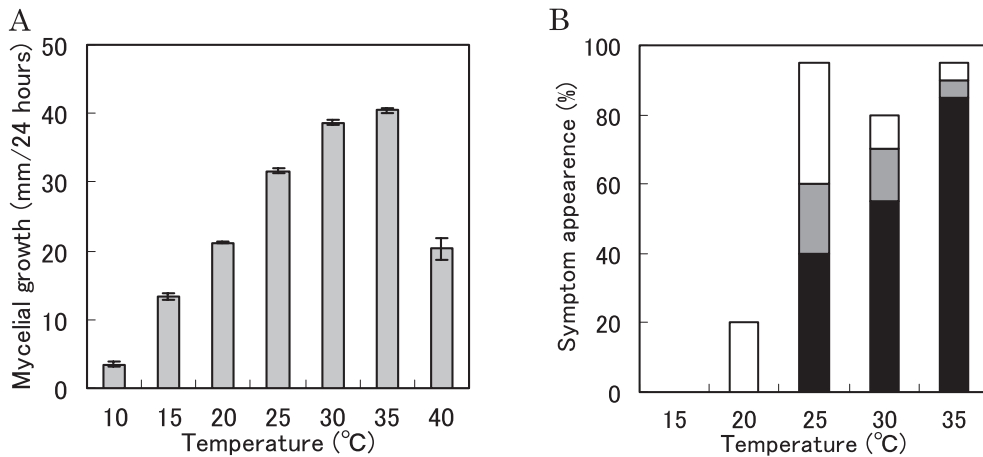 A
Mycelial growth (mm/24 hours)
50
40
30
20
10
0
10 15 20 25 30 35 40
Temperature (℃)
B
Symptom appearence (%)
100
80
60
40
20
0
15 20 25 30 35
Temperature (℃)